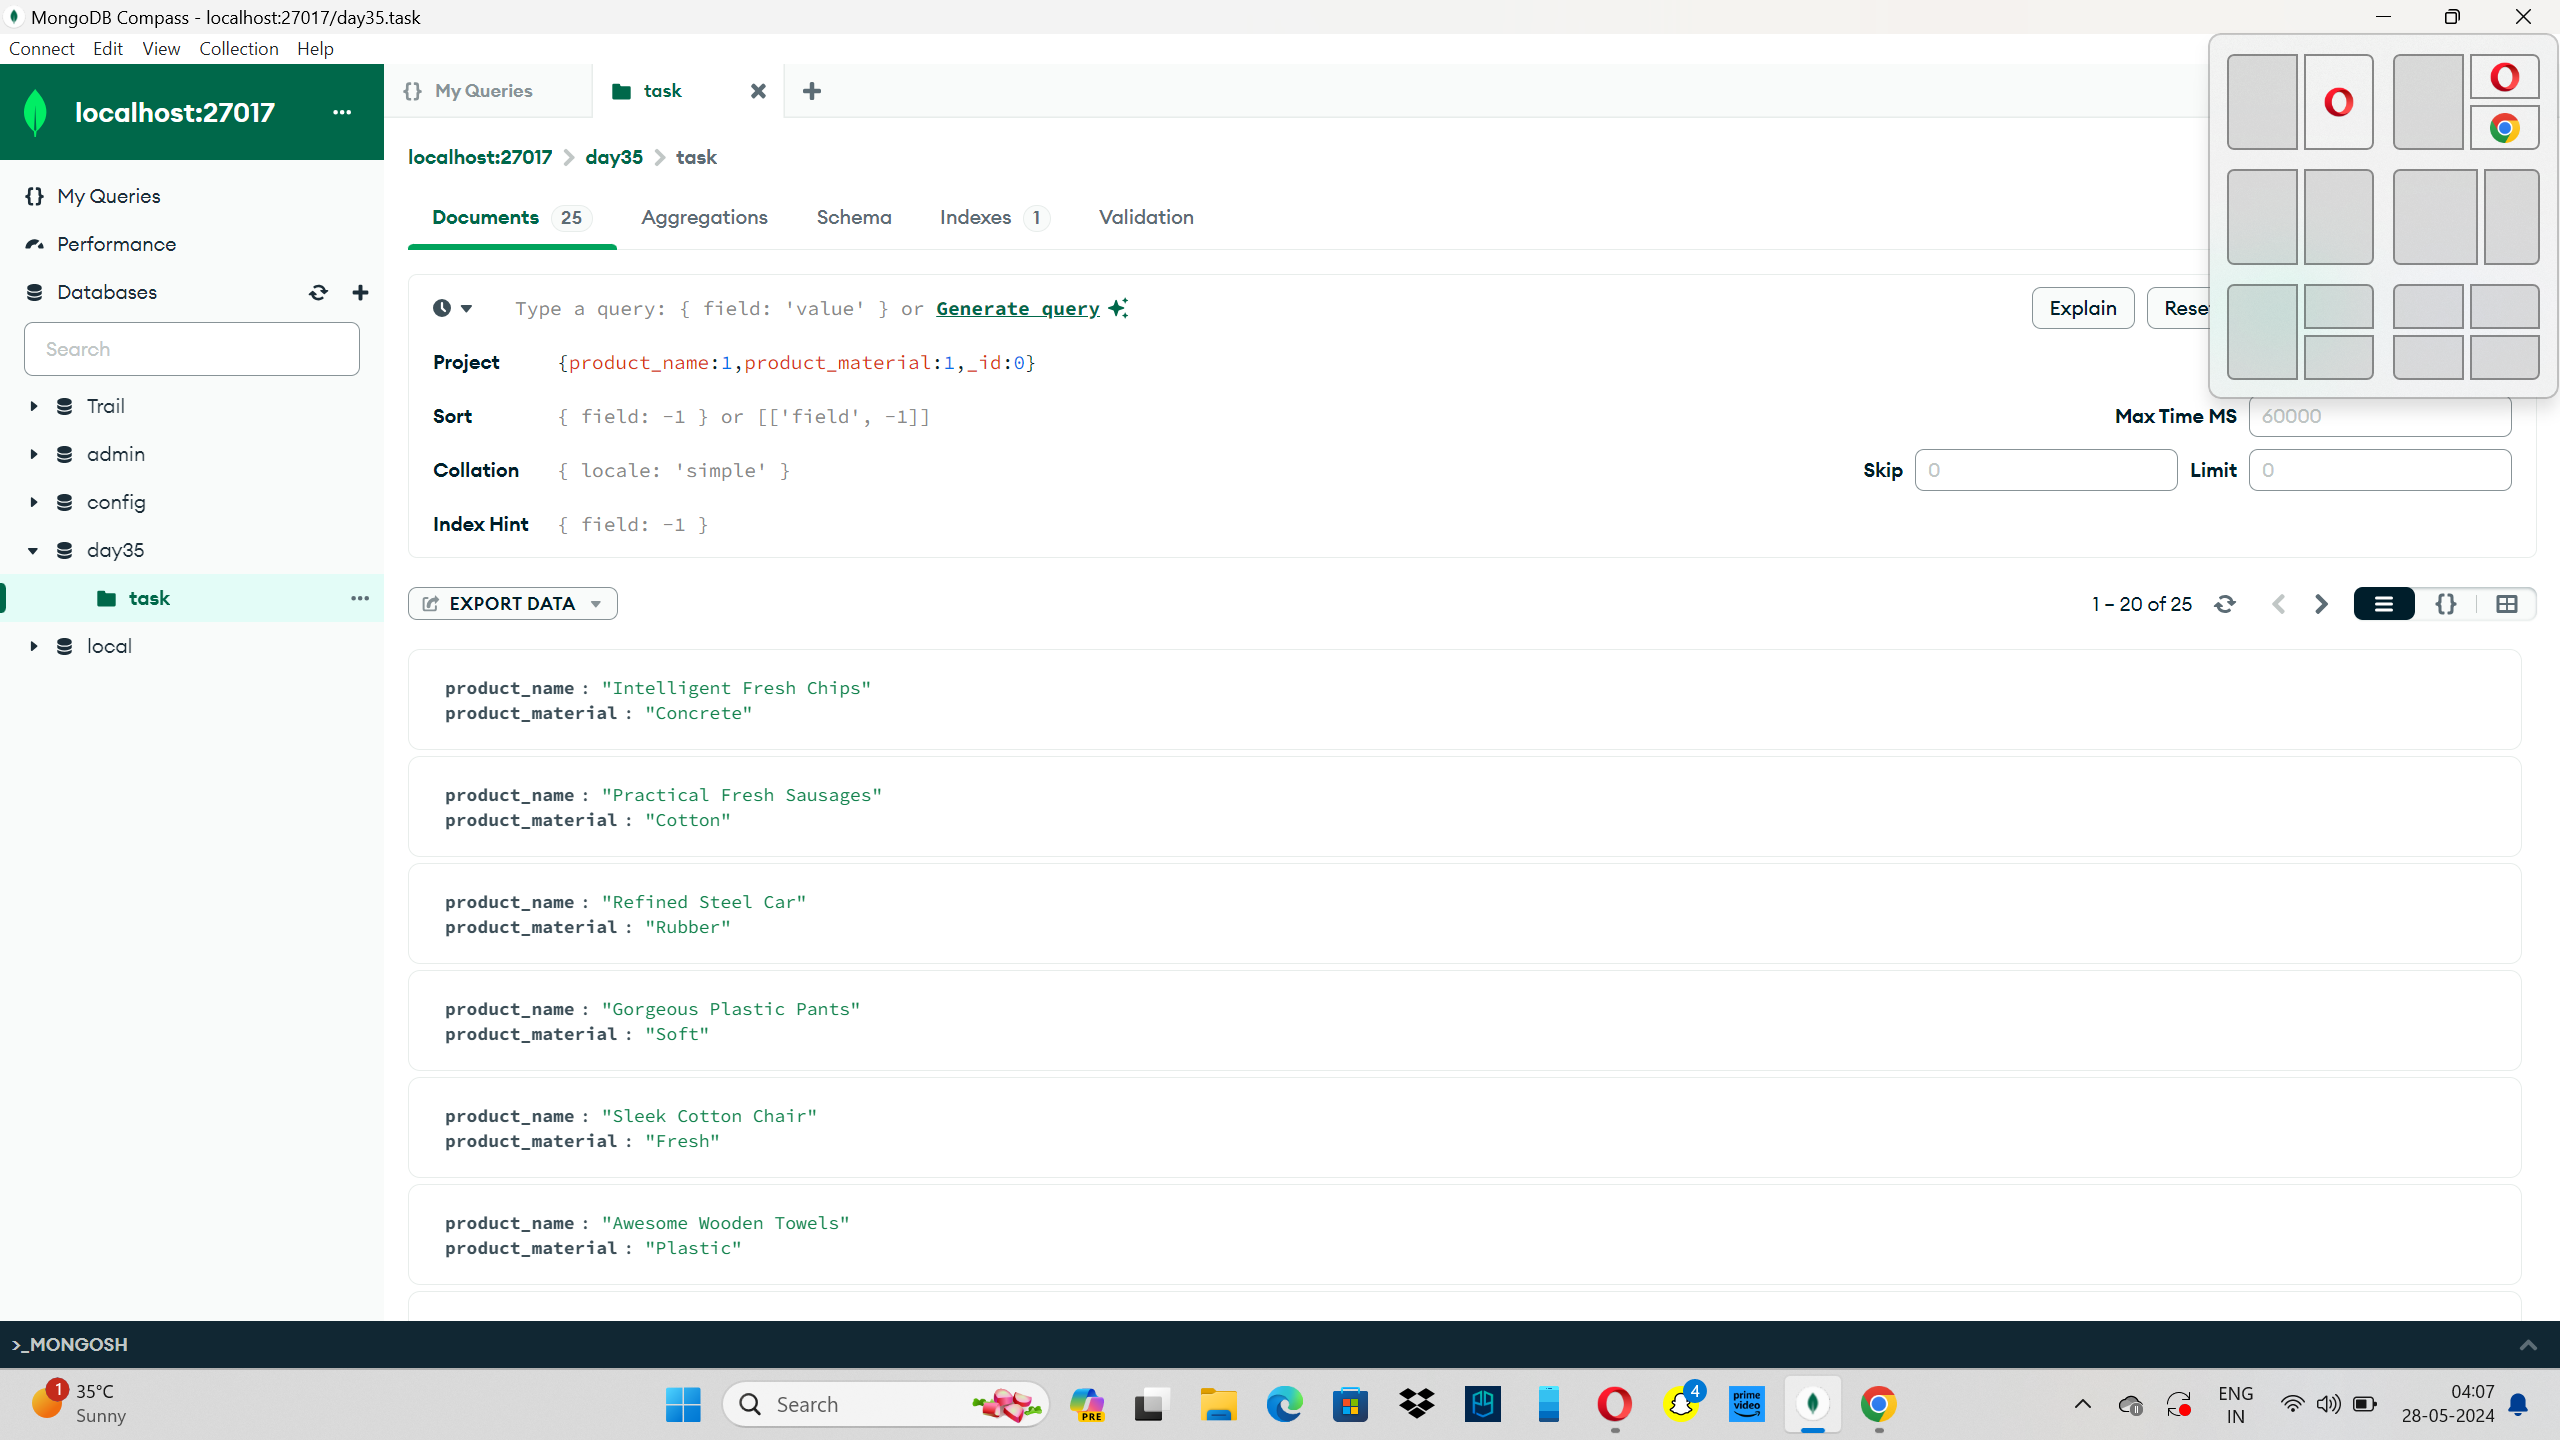 MongoDB Compass - localhost:27017/day35.task
Connect Edit View Collection Help
localhost:27017
My Queries
task
localhost:27017 > day35 > task
My Queries
Performance
Databases
Search
Trail
admin
config
day35
task
local
Documents 25 Aggregations Schema Indexes 1 Validation
Type a query: { field: 'value' } or Generate query
Explain Rese
Project {product_name:1,product_material:1,_id:0}
Sort { field: -1 } or [['field', -1]]
Max Time MS 60000
Collation { locale: 'simple' }
Skip 0 Limit 0
Index Hint { field: -1 }
EXPORT DATA
1 – 20 of 25
product_name : "Intelligent Fresh Chips"
product_material : "Concrete"
product_name : "Practical Fresh Sausages"
product_material : "Cotton"
product_name : "Refined Steel Car"
product_material : "Rubber"
product_name : "Gorgeous Plastic Pants"
product_material : "Soft"
product_name : "Sleek Cotton Chair"
product_material : "Fresh"
product_name : "Awesome Wooden Towels"
product_material : "Plastic"
>_MONGOSH
1
35°C
Sunny
Search
PRE
4
prime video
ENG
IN
04:07
28-05-2024